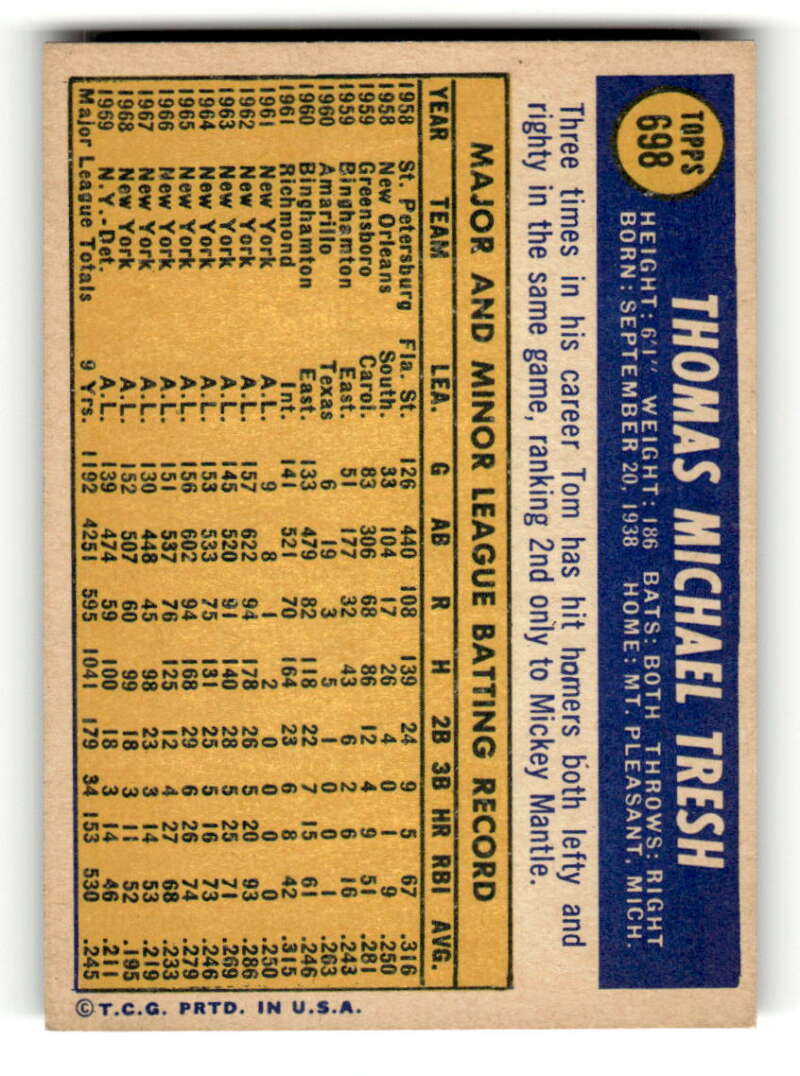 TOPPS
698
THOMAS MICHAEL TRESH
HEIGHT: 6'1" WEIGHT: 186 BATS: BOTH THROWS: RIGHT
BORN: SEPTEMBER 20, 1938 HOME: MT. PLEASANT, MICH.
Three times in his career Tom has hit homers both lefty and
righty in the same game, ranking 2nd only to Mickey Mantle.
MAJOR AND MINOR LEAGUE BATTING RECORD
YEAR TEAM LEA. G AB R H 2B 3B HR RBI AVG.
1958 St. Petersburg Fla. St. 126 440 108 139 24 9 5 67 .316
1958 New Orleans South. 33 104 17 26 4 0 1 9 .250
1959 Greensboro Carol. 83 306 68 86 12 4 9 51 .281
1959 Binghamton East. 51 177 32 43 6 2 6 16 .243
1960 Amarillo Texas 6 19 3 5 1 0 0 1 .263
1960 Binghamton East. 133 479 82 118 22 7 15 61 .246
1961 Richmond Int. 141 521 70 164 23 6 8 42 .315
1961 New York A.L. 9 8 1 2 0 0 0 0 .250
1962 New York A.L. 157 622 94 178 26 5 20 93 .286
1963 New York A.L. 145 520 91 140 28 5 25 71 .269
1964 New York A.L. 153 533 75 131 25 5 16 73 .246
1965 New York A.L. 156 602 94 168 29 6 26 74 .279
1966 New York A.L. 151 537 76 125 12 4 27 68 .233
1967 New York A.L. 130 448 45 98 23 3 14 53 .219
1968 New York A.L. 152 507 60 99 18 3 11 52 .195
1969 N.Y.-Det. A.L. 139 474 59 100 18 3 14 46 .211
Major League Totals 9 Yrs. 1192 4251 595 1041 179 34 153 530 .245
© T.C.G. PRTD. IN U.S.A.